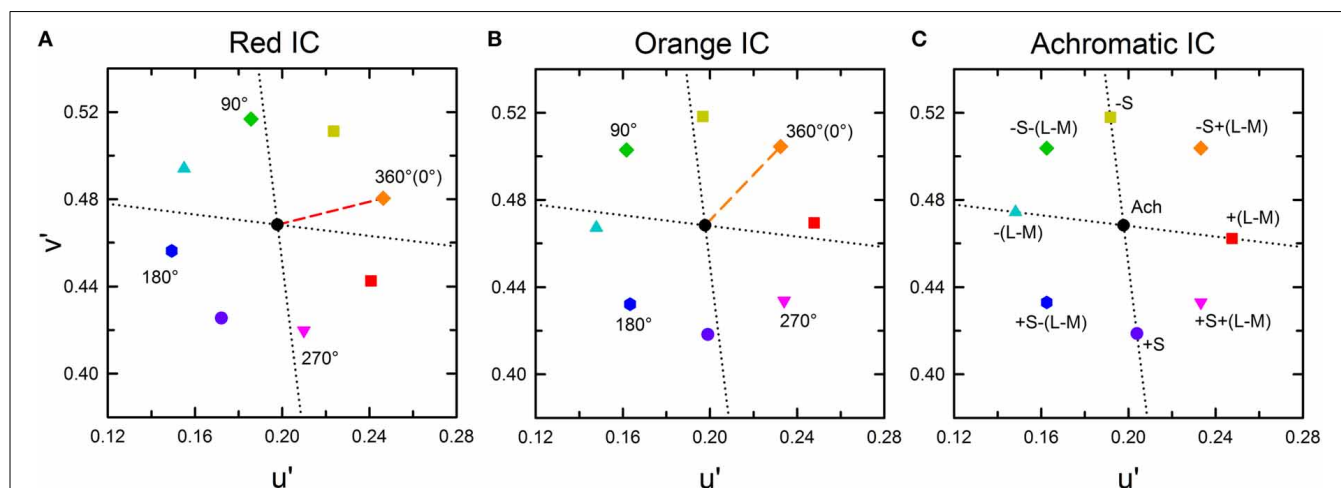 A Red IC
B Orange IC
C Achromatic IC
v'
0.52
0.48
0.44
0.40
90°
360°(0°)
180°
270°
0.12 0.16 0.20 0.24 0.28
u'
0.52
0.48
0.44
0.40
90°
360°(0°)
180°
270°
0.12 0.16 0.20 0.24 0.28
u'
0.52
0.48
0.44
0.40
-S
-S-(L-M)
-S+(L-M)
Ach
-(L-M)
+(L-M)
+S-(L-M)
+S+(L-M)
+S
0.12 0.16 0.20 0.24 0.28
u'